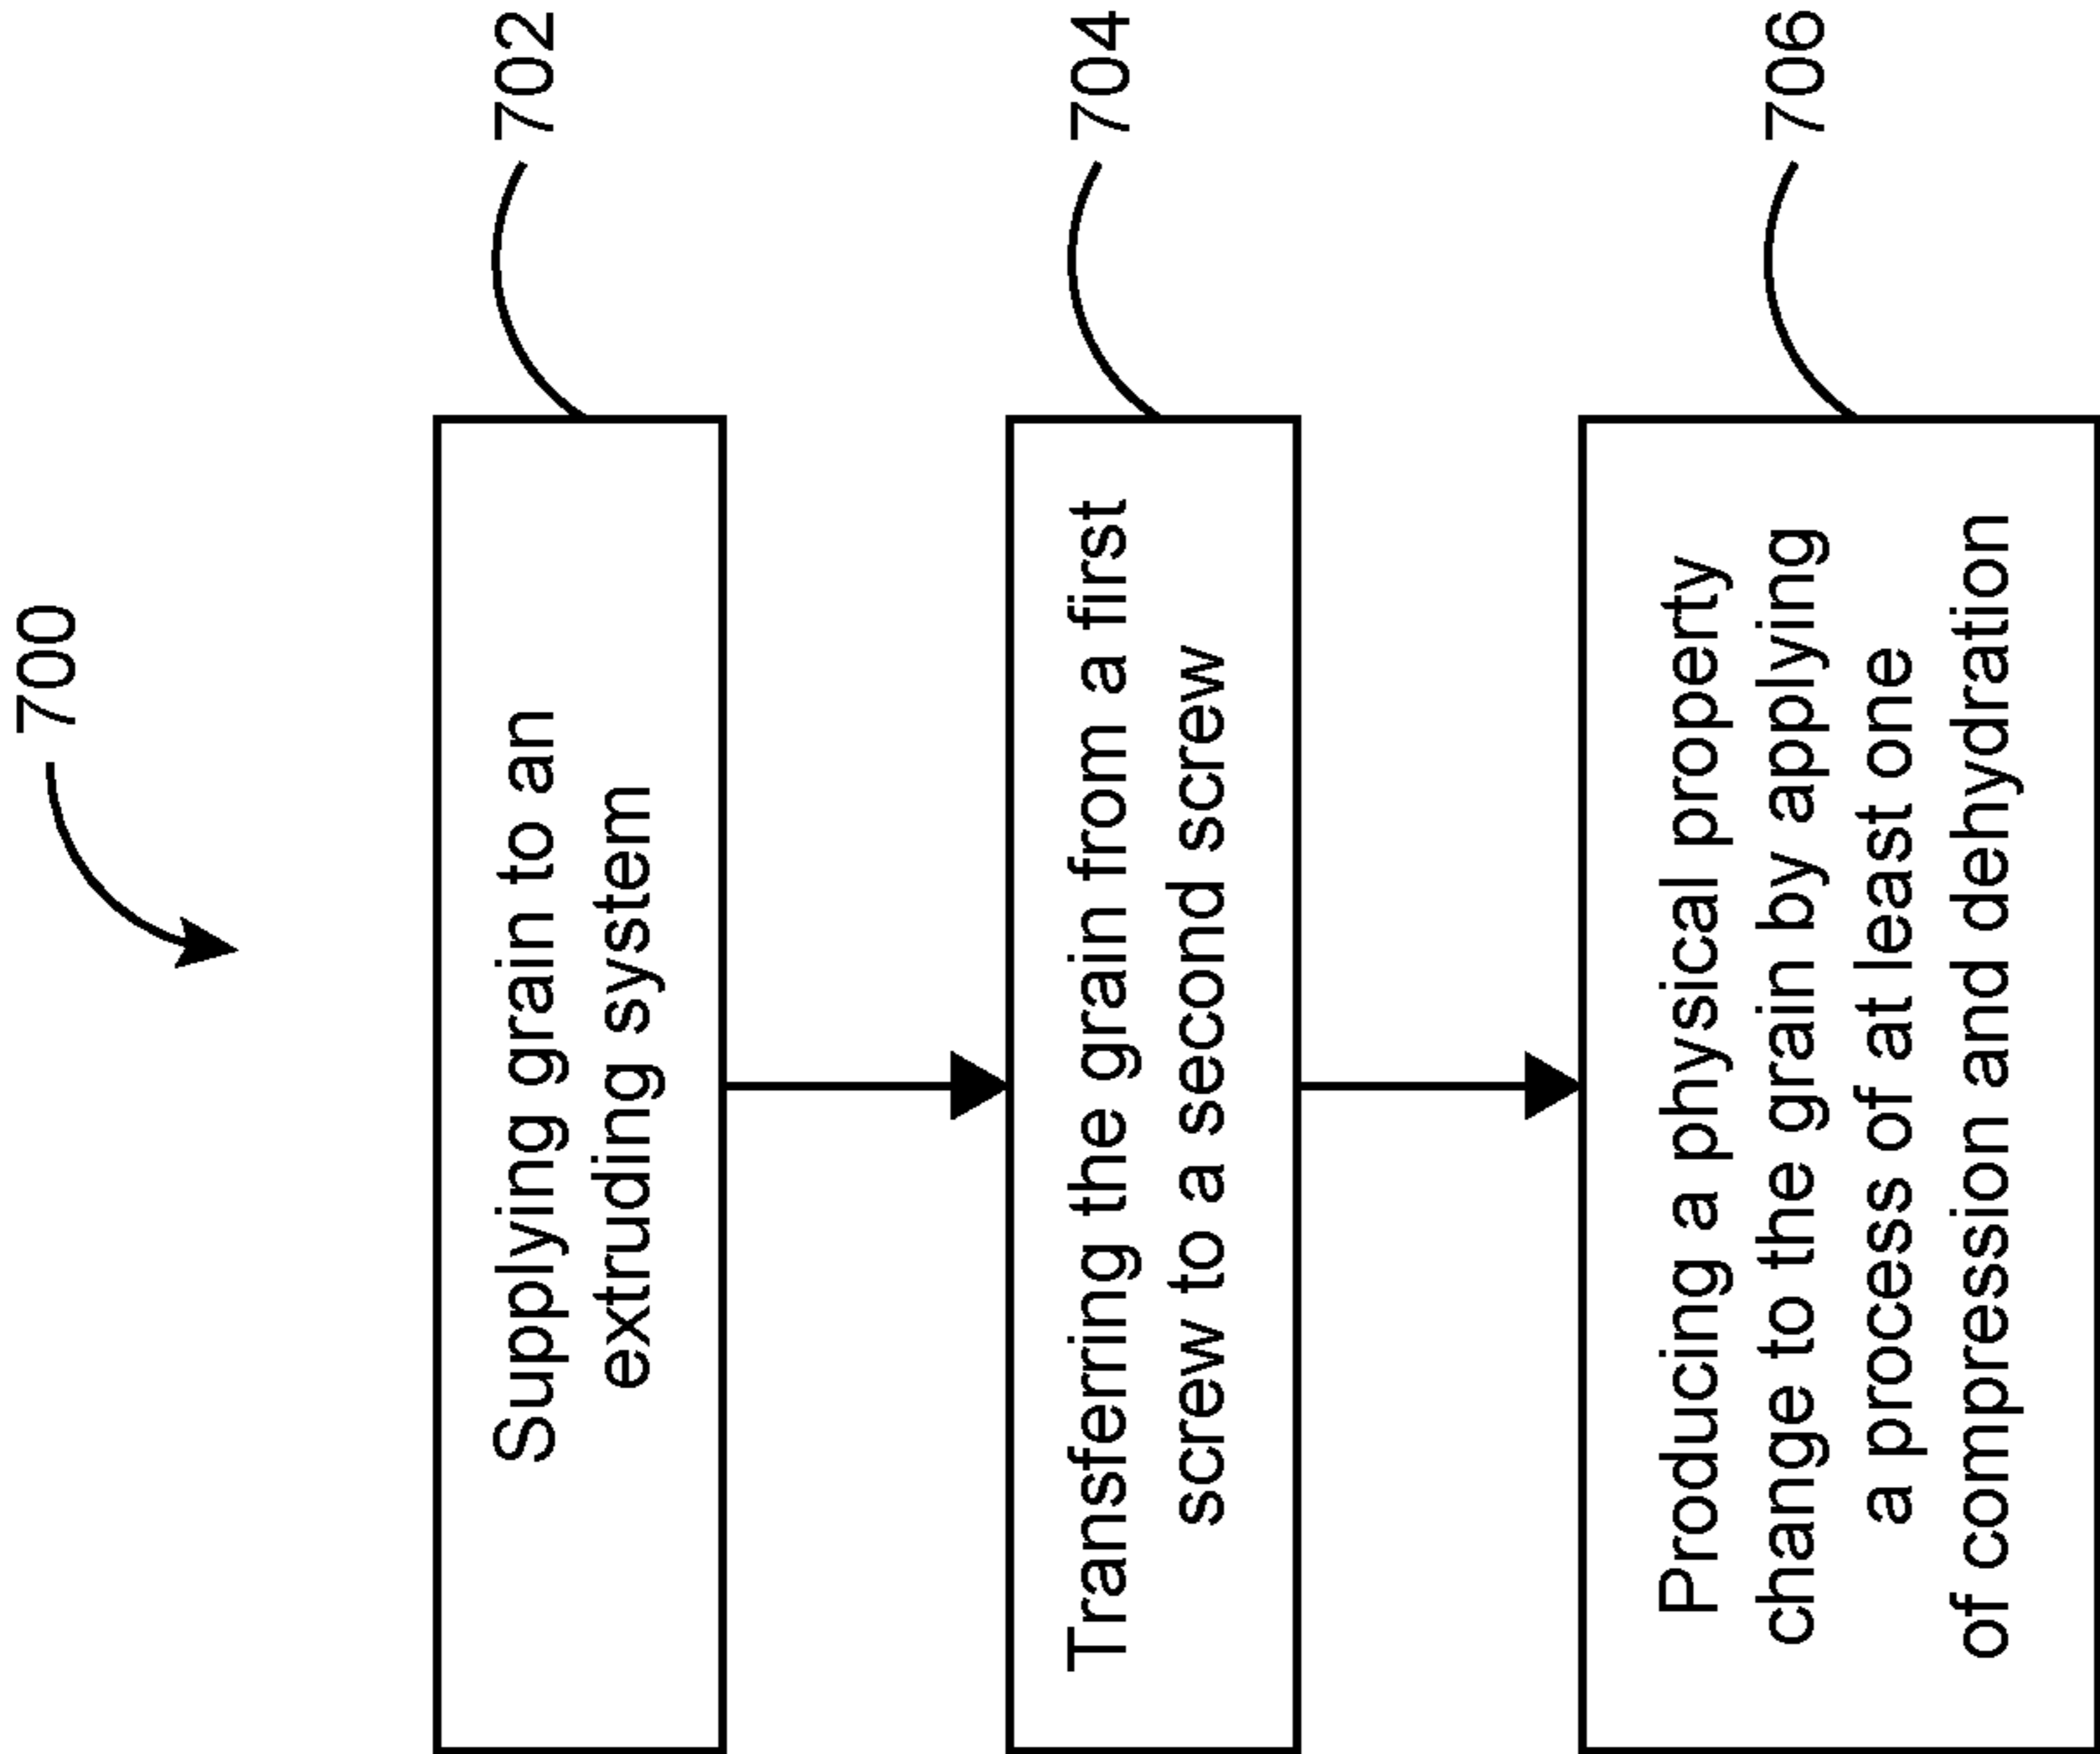 700
Supplying grain to an
extruding system
702
Transferring the grain from a first
screw to a second screw
704
Producing a physical property
change to the grain by applying
a process of at least one
of compression and dehydration
706